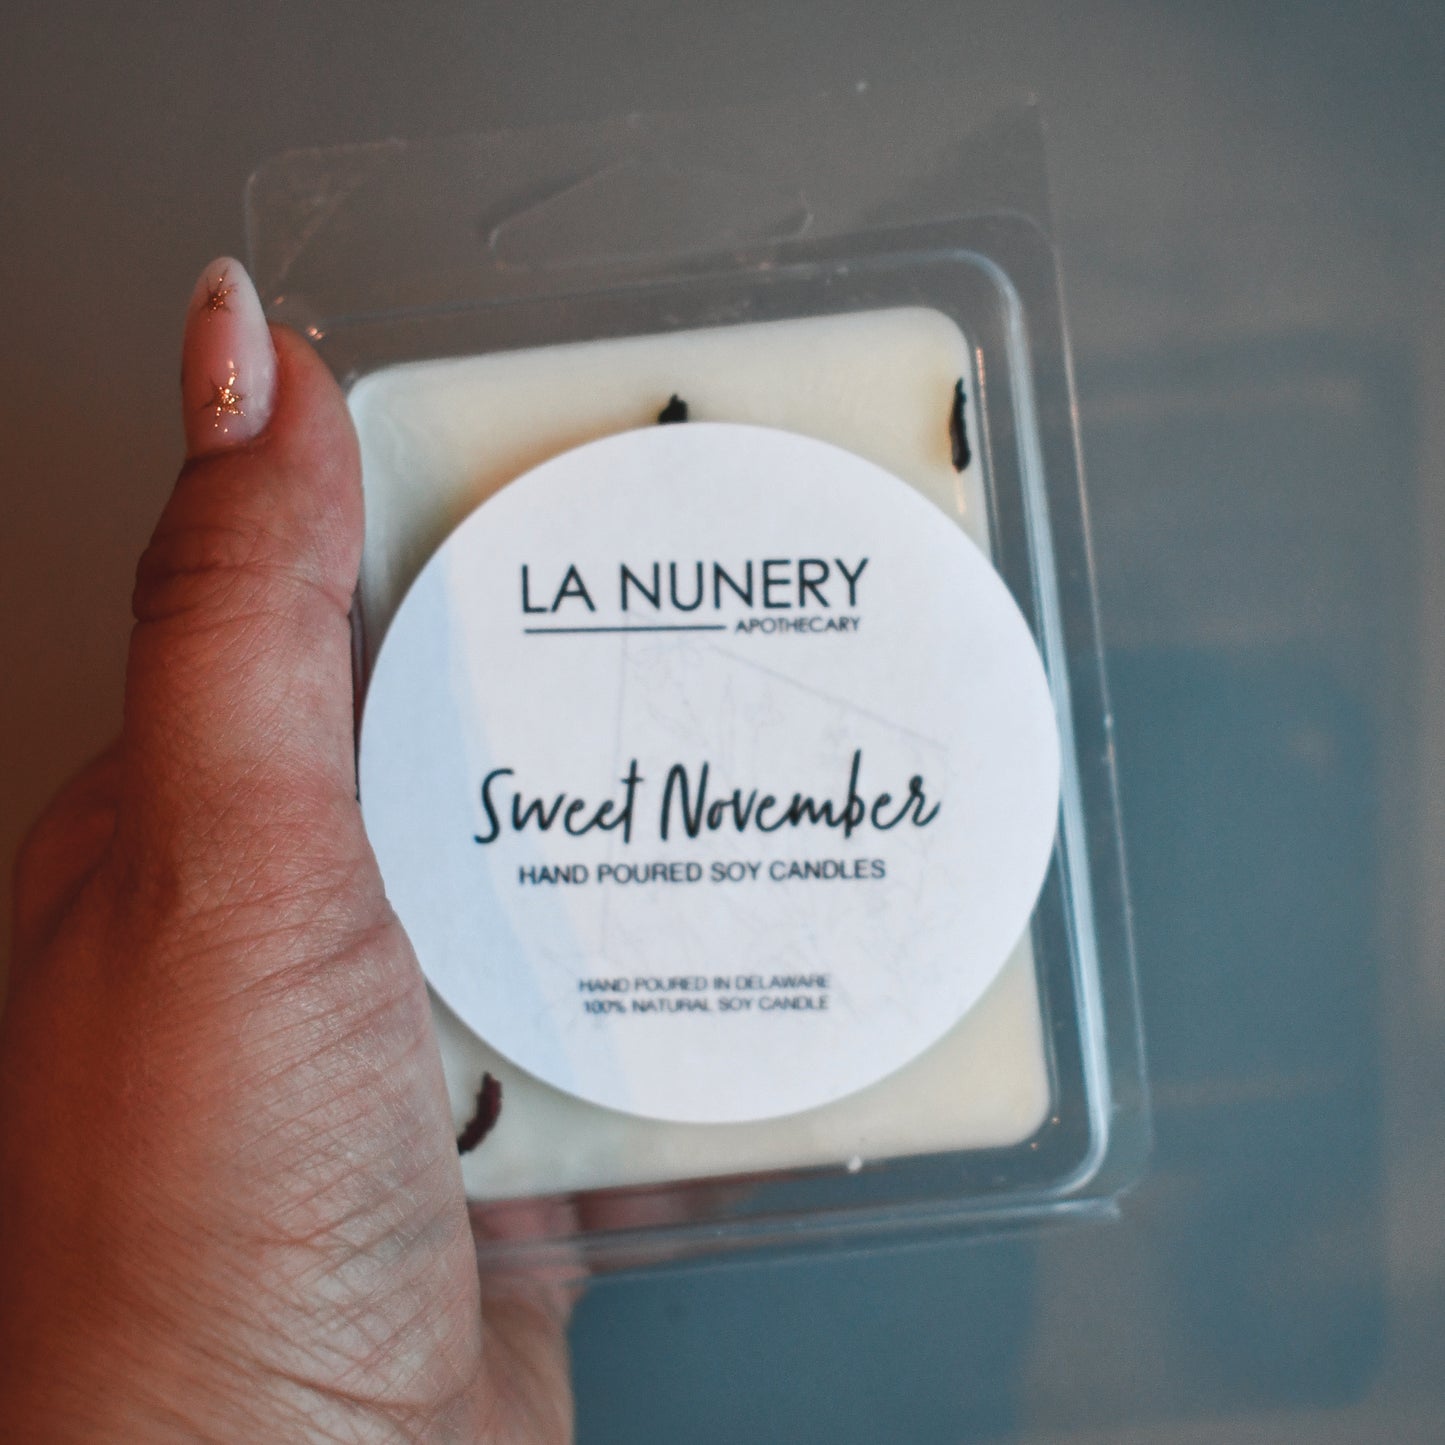 LA NUNERY
APOTHECARY
Sweet November
HAND POURED SOY CANDLES
HAND POURED IN DELAWARE
100% NATURAL SOY CANDLE